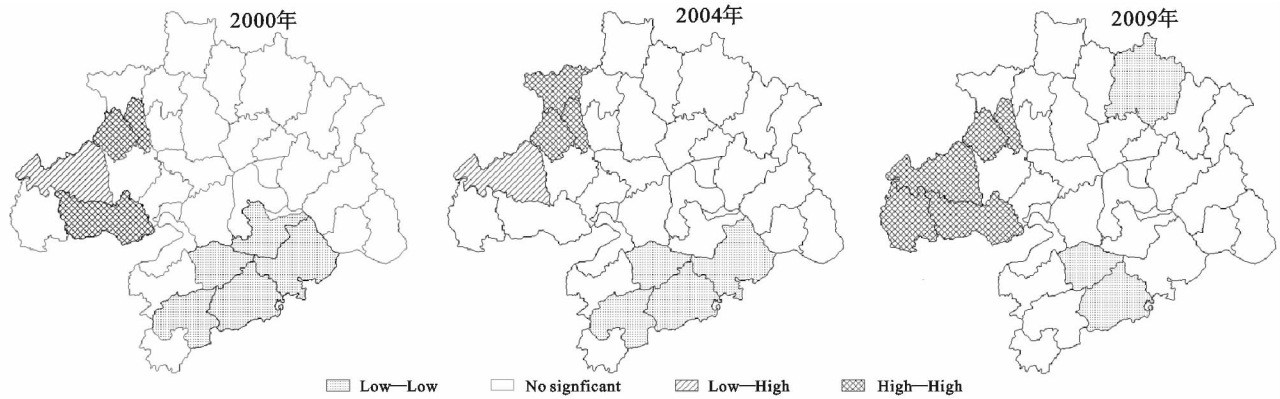 2000年
2004年
2009年
Low—Low
No signficant
Low—High
High—High